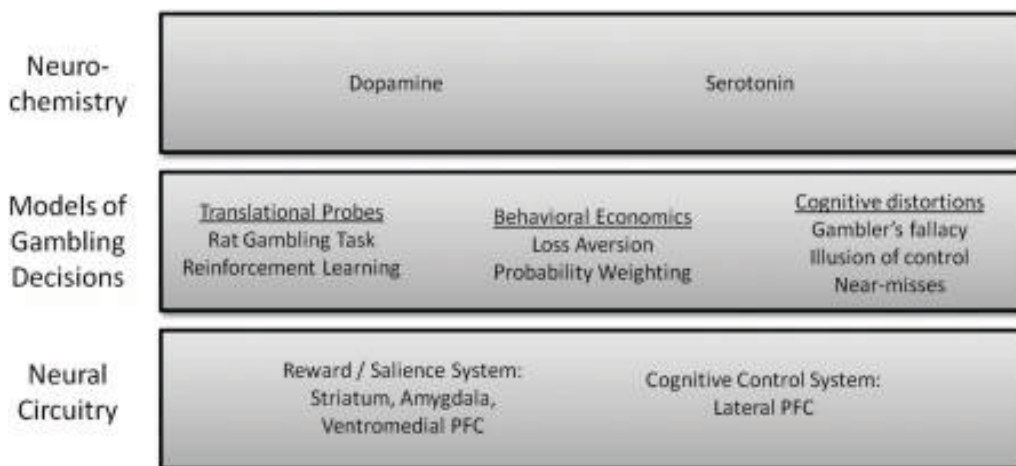 Neuro-
chemistry
Dopamine
Serotonin
Models of
Gambling
Decisions
Translational Probes
Rat Gambling Task
Reinforcement Learning
Behavioral Economics
Loss Aversion
Probability Weighting
Cognitive distortions
Gambler's fallacy
Illusion of control
Near-misses
Neural
Circuitry
Reward / Salience System:
Striatum, Amygdala,
Ventromedial PFC
Cognitive Control System:
Lateral PFC